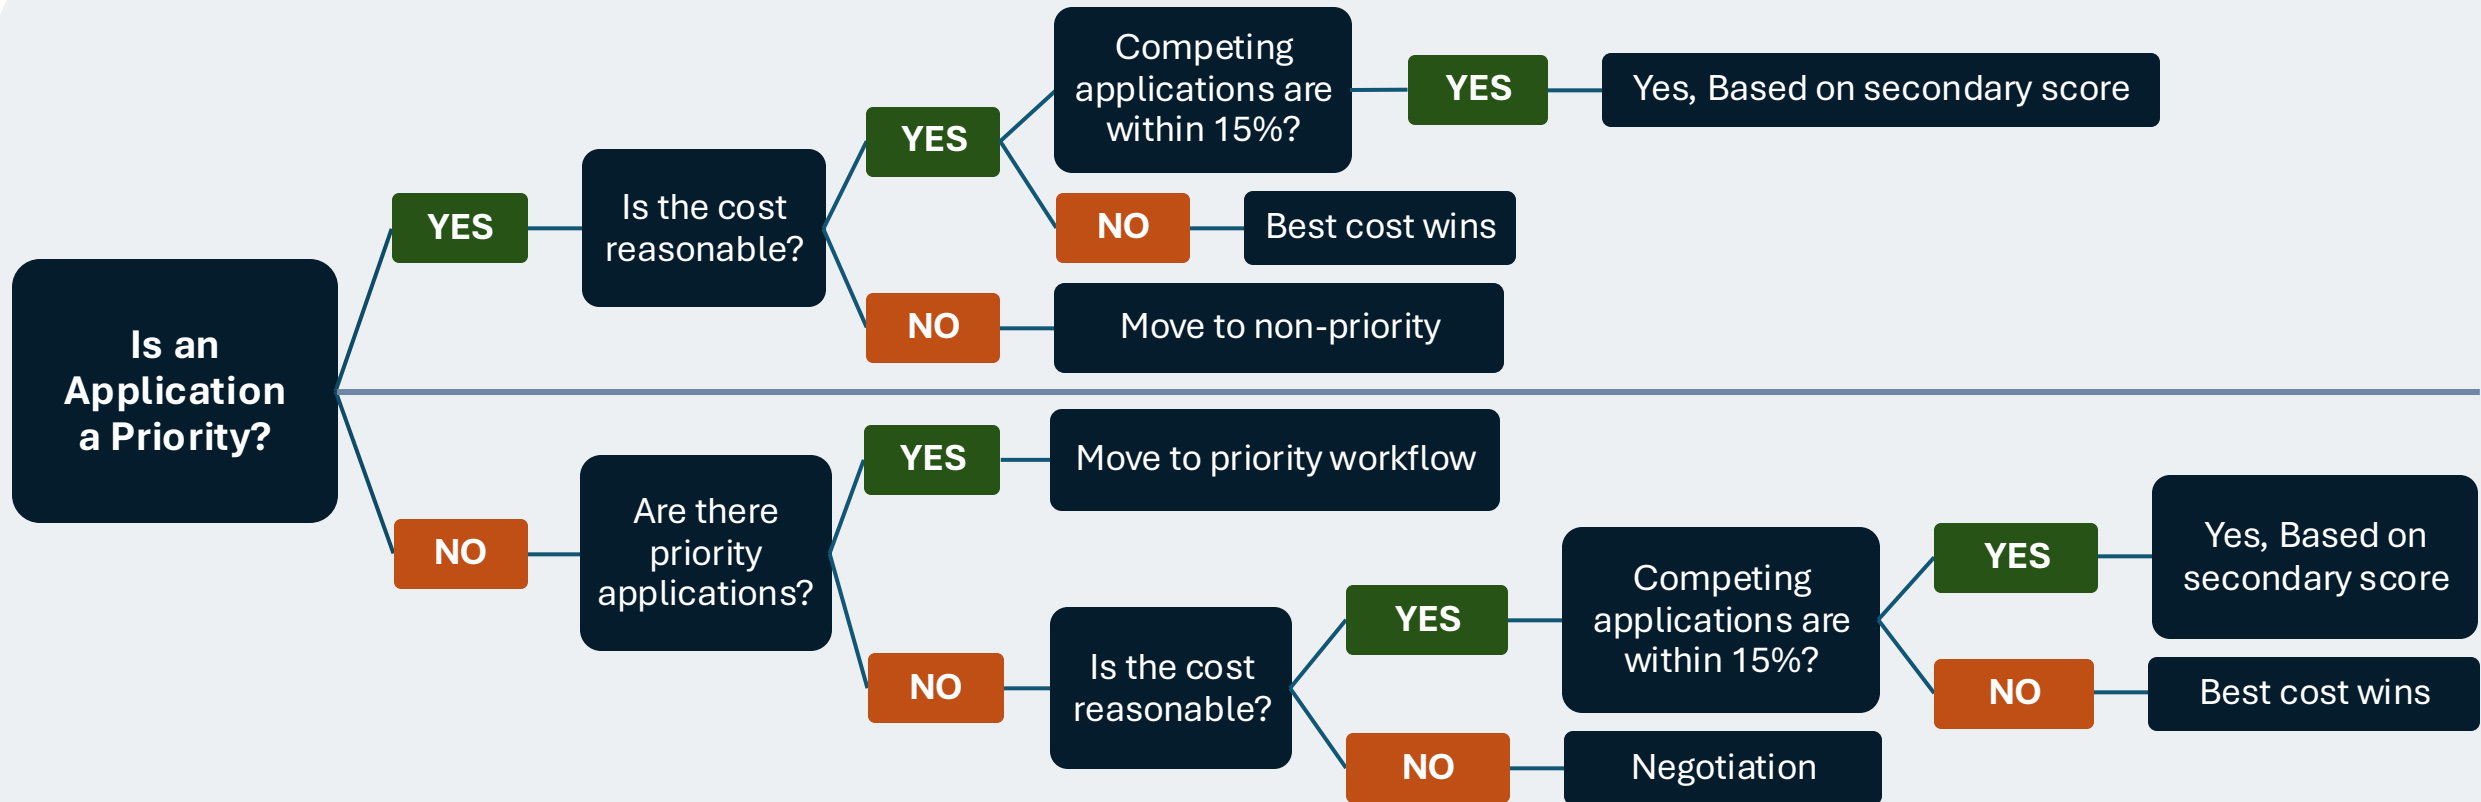 Is an
Application
a Priority?
YES
Is the cost
reasonable?
YES
Competing
applications are
within 15%?
YES
Yes, Based on secondary score
NO
Best cost wins
NO
Move to non-priority
NO
Are there
priority
applications?
YES
Move to priority workflow
NO
Is the cost
reasonable?
YES
Competing
applications are
within 15%?
YES
Yes, Based on
secondary score
NO
Best cost wins
NO
Negotiation